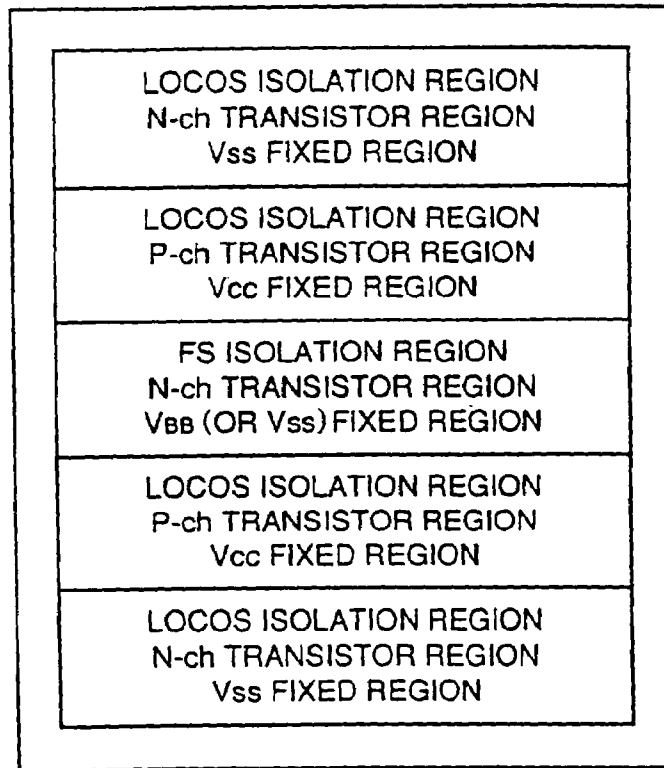 LOCOS ISOLATION REGION
N-ch TRANSISTOR REGION
Vss FIXED REGION
LOCOS ISOLATION REGION
P-ch TRANSISTOR REGION
Vcc FIXED REGION
FS ISOLATION REGION
N-ch TRANSISTOR REGION
VBB (OR Vss) FIXED REGION
LOCOS ISOLATION REGION
P-ch TRANSISTOR REGION
Vcc FIXED REGION
LOCOS ISOLATION REGION
N-ch TRANSISTOR REGION
Vss FIXED REGION